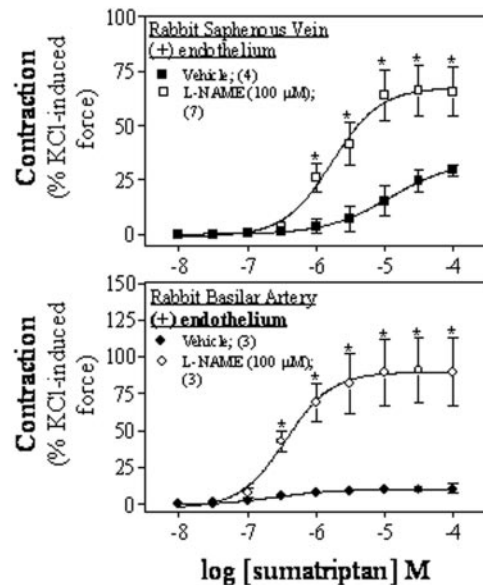 100
75
50
25
0
Contraction
(% KCl-induced
force)
Rabbit Saphenous Vein
(+) endothelium
Vehicle; (4)
L-NAME (100 µM);
(7)
* * * * *
-8 -7 -6 -5 -4
150
125
100
75
50
25
0
Contraction
(% KCl-induced
force)
Rabbit Basilar Artery
(+) endothelium
Vehicle; (3)
L-NAME (100 µM);
(3)
* * * * * *
-8 -7 -6 -5 -4
log [sumatriptan] M